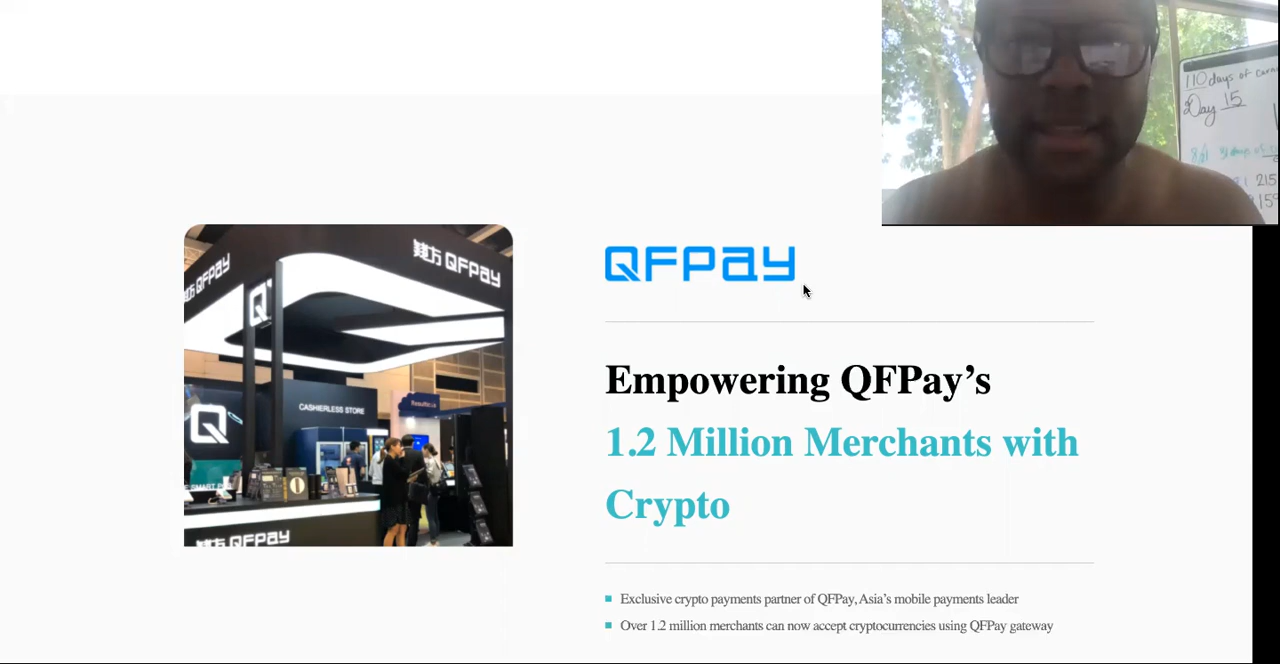 110 days of
Day 15
215
钱方 QFPAY
QFPAY
QFPAY
CASHIERLESS STORE
Q
钱方 QFPAY
Empowering QFPay’s
1.2 Million Merchants with
Crypto
Exclusive crypto payments partner of QFPay, Asia’s mobile payments leader
Over 1.2 million merchants can now accept cryptocurrencies using QFPay gateway